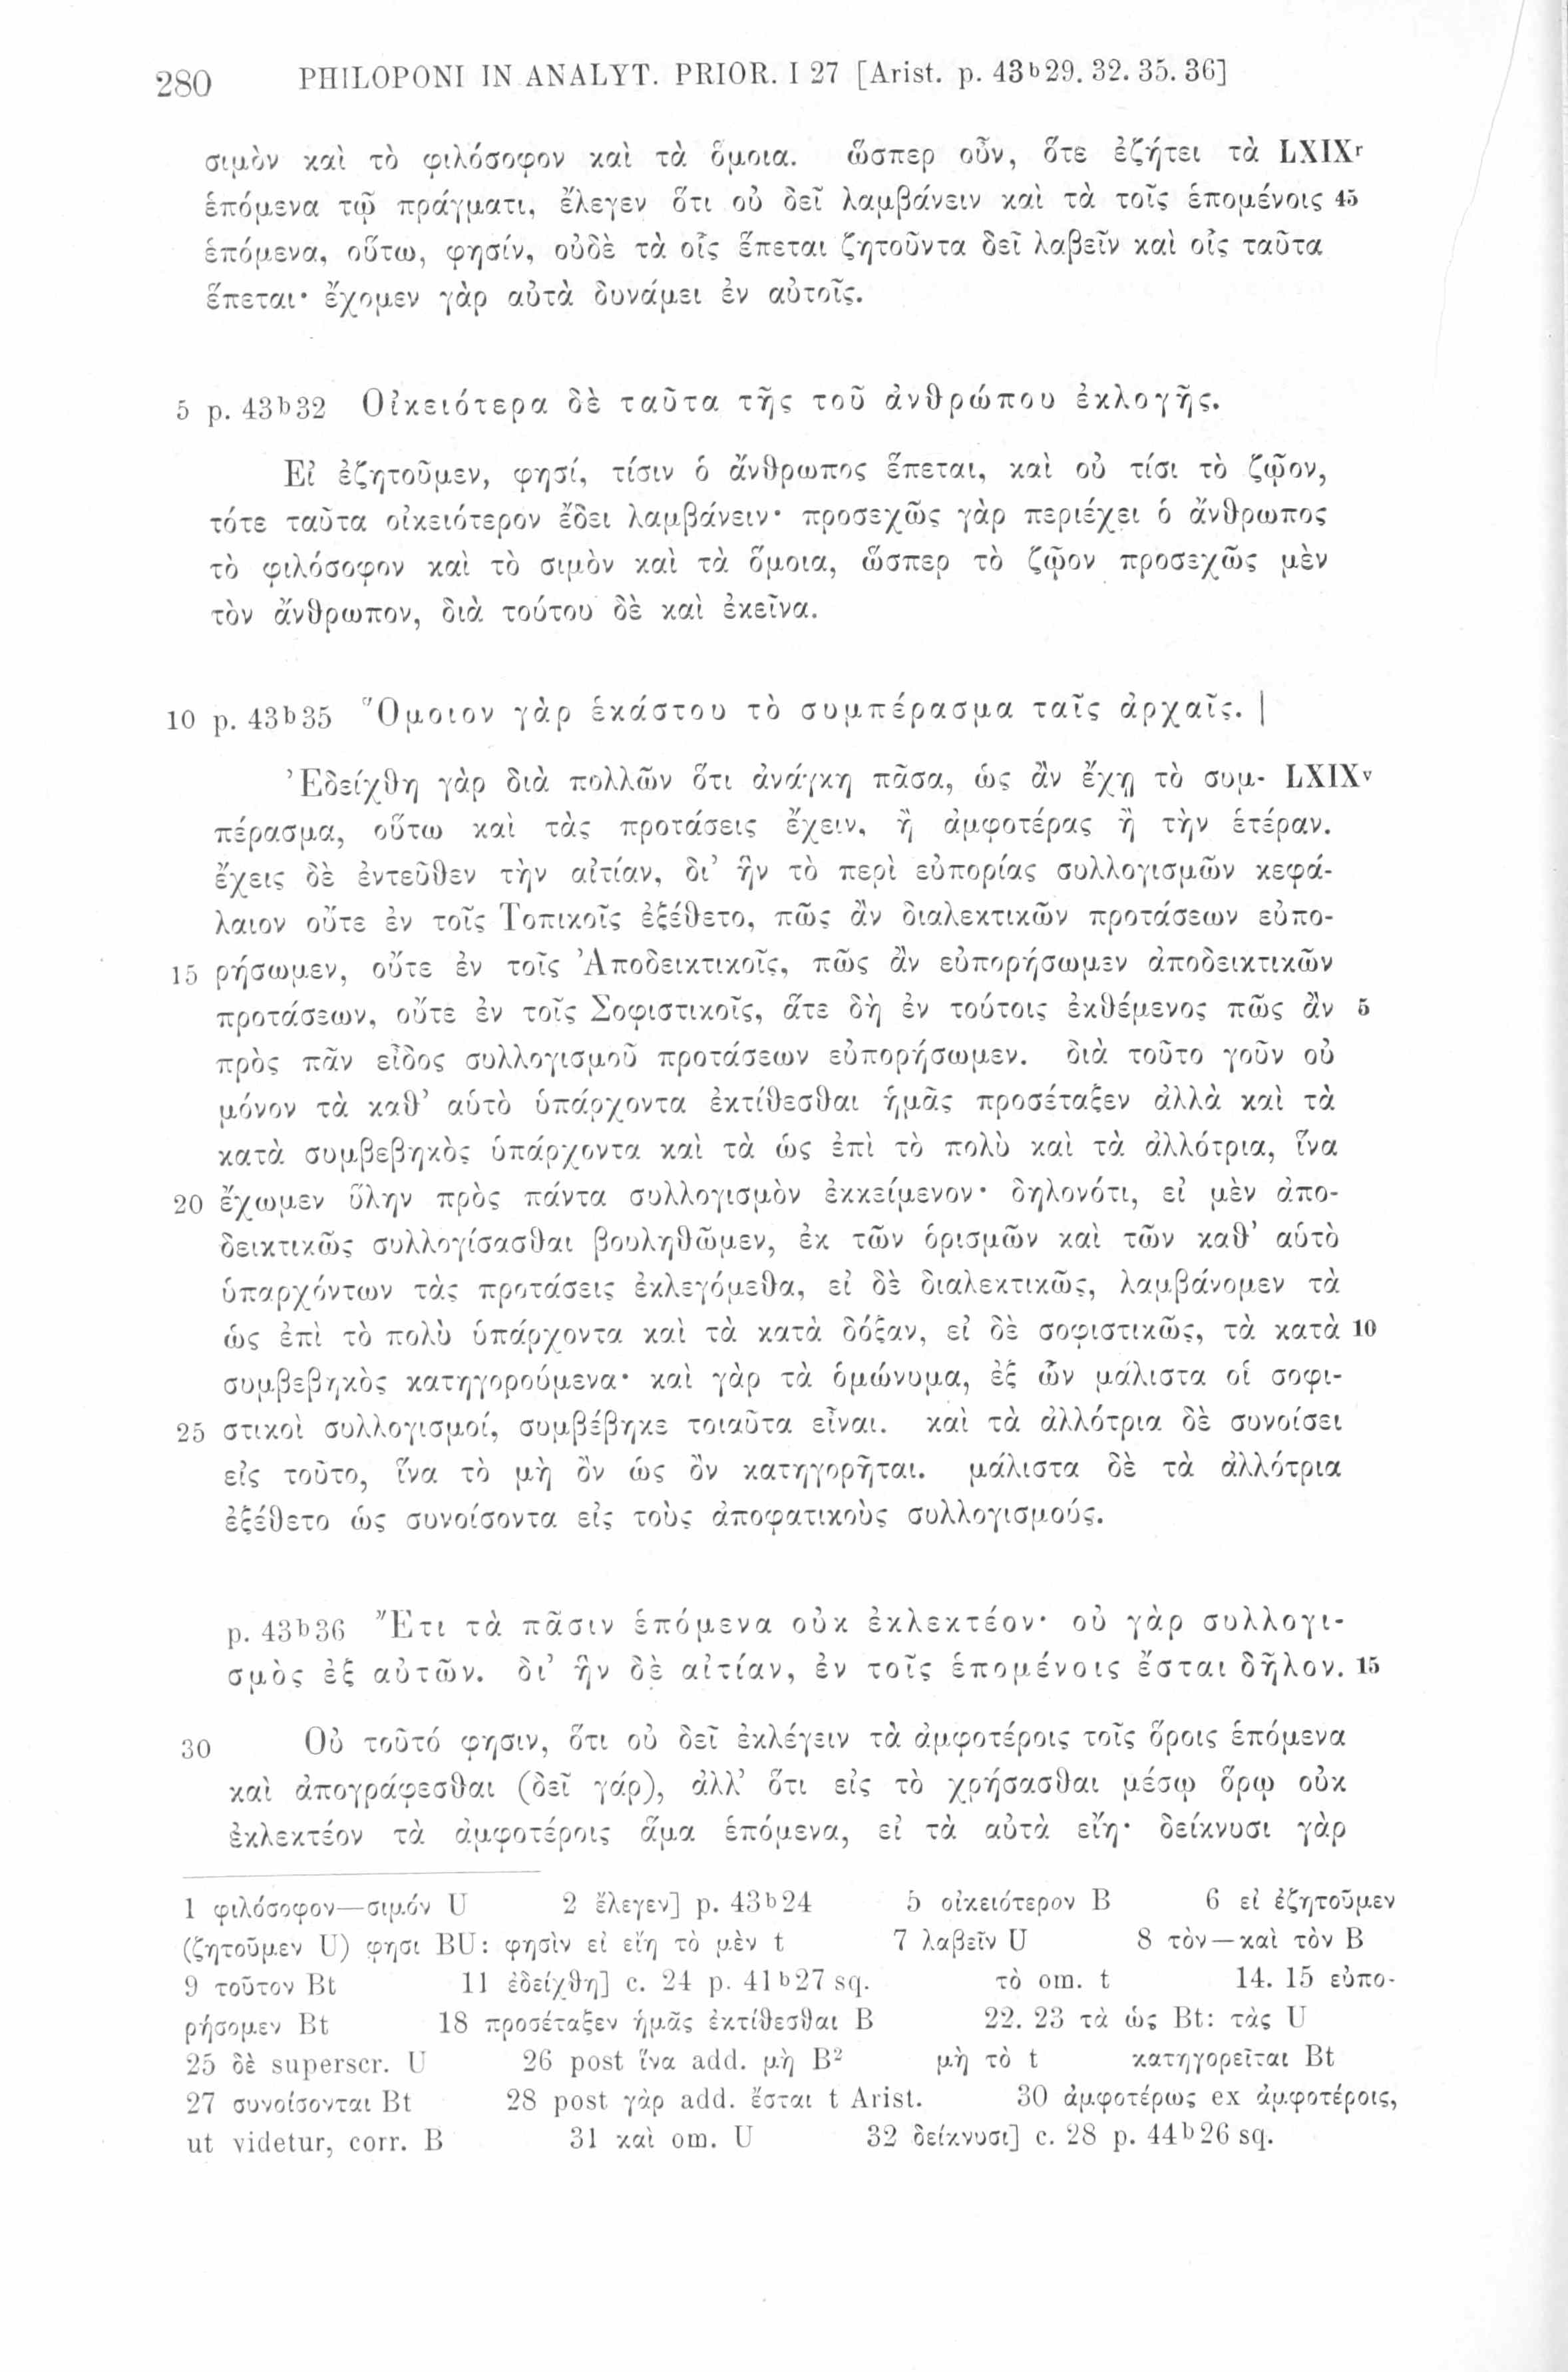 280 PHILOPONI IN ANALYT. PRIOR. I 27 [Arist. p. 43b29. 32. 35. 36]
σιμὸν καὶ τὸ φιλόσοφον καὶ τὰ ὅμοια. ὥσπερ οὖν, ὅτε ἐζήτει τὰ LXIXr
ἑπόμενα τῷ πράγματι, ἔλεγεν ὅτι οὐ δεῖ λαμβάνειν καὶ τὰ τοῖς ἑπομένοις 45
ἑπόμενα, οὕτω, φησίν, οὐδὲ τὰ οἷς ἕπεται ζητοῦντα δεῖ λαβεῖν καὶ οἷς ταῦτα
ἕπεται· ἔχομεν γὰρ αὐτὰ δυνάμει ἐν αὐτοῖς.
5 p. 43b32 Οἰκειότερα δὲ ταῦτα τῆς τοῦ ἀνθρώπου ἐκλογῆς.
Εἰ ἐζητοῦμεν, φησί, τίσιν ὁ ἄνθρωπος ἕπεται, καὶ οὐ τίσι τὸ ζῷον,
τότε ταῦτα οἰκειότερον ἔδει λαμβάνειν· προσεχῶς γὰρ περιέχει ὁ ἄνθρωπος
τὸ φιλόσοφον καὶ τὸ σιμὸν καὶ τὰ ὅμοια, ὥσπερ τὸ ζῷον προσεχῶς μὲν
τὸν ἄνθρωπον, διὰ τούτου δὲ καὶ ἐκεῖνα.
10 p. 43b35 Ὅμοιον γὰρ ἑκάστου τὸ συμπέρασμα ταῖς ἀρχαῖς. |
Ἐδείχθη γὰρ διὰ πολλῶν ὅτι ἀνάγκη πᾶσα, ὡς ἂν ἔχῃ τὸ συμ- LXIXv
πέρασμα, οὕτω καὶ τὰς προτάσεις ἔχειν, ἢ ἀμφοτέρας ἢ τὴν ἑτέραν.
ἔχεις δὲ ἐντεῦθεν τὴν αἰτίαν, δι’ ἣν τὸ περὶ εὐπορίας συλλογισμῶν κεφά-
λαιον οὔτε ἐν τοῖς Τοπικοῖς ἐξέθετο, πῶς ἂν διαλεκτικῶν προτάσεων εὐπο-
15 ρήσωμεν, οὔτε ἐν τοῖς Ἀποδεικτικοῖς, πῶς ἂν εὐπορήσωμεν ἀποδεικτικῶν
προτάσεων, οὔτε ἐν τοῖς Σοφιστικοῖς, ἅτε δὴ ἐν τούτοις ἐκθέμενος πῶς ἂν 5
πρὸς πᾶν εἶδος συλλογισμοῦ προτάσεων εὐπορήσωμεν. διὰ τοῦτο γοῦν οὐ
μόνον τὰ καθ’ αὑτὸ ὑπάρχοντα ἐκτίθεσθαι ἡμᾶς προσέταξεν ἀλλὰ καὶ τὰ
κατὰ συμβεβηκὸς ὑπάρχοντα καὶ τὰ ὡς ἐπὶ τὸ πολὺ καὶ τὰ ἀλλότρια, ἵνα
20 ἔχωμεν ὕλην πρὸς πάντα συλλογισμὸν ἐκκείμενον· δηλονότι, εἰ μὲν ἀπο-
δεικτικῶς συλλογίσασθαι βουληθῶμεν, ἐκ τῶν ὁρισμῶν καὶ τῶν καθ’ αὑτὸ
ὑπαρχόντων τὰς προτάσεις ἐκλεγόμεθα, εἰ δὲ διαλεκτικῶς, λαμβάνομεν τὰ
ὡς ἐπὶ τὸ πολὺ ὑπάρχοντα καὶ τὰ κατὰ δόξαν, εἰ δὲ σοφιστικῶς, τὰ κατὰ 10
συμβεβηκὸς κατηγορούμενα· καὶ γὰρ τὰ ὁμώνυμα, ἐξ ὧν μάλιστα οἱ σοφι-
25 στικοὶ συλλογισμοί, συμβέβηκε τοιαῦτα εἶναι. καὶ τὰ ἀλλότρια δὲ συνοίσει
εἰς τοῦτο, ἵνα τὸ μὴ ὂν ὡς ὂν κατηγορῆται. μάλιστα δὲ τὰ ἀλλότρια
ἐξέθετο ὡς συνοίσοντα εἰς τοὺς ἀποφατικοὺς συλλογισμούς.
p. 43b36 Ἔτι τὰ πᾶσιν ἑπόμενα οὐκ ἐκλεκτέον· οὐ γὰρ συλλογι-
σμὸς ἐξ αὐτῶν. δι’ ἣν δὲ αἰτίαν, ἐν τοῖς ἑπομένοις ἔσται δῆλον. 15
30 Οὐ τοῦτό φησιν, ὅτι οὐ δεῖ ἐκλέγειν τὰ ἀμφοτέροις τοῖς ὅροις ἑπόμενα
καὶ ἀπογράφεσθαι (δεῖ γάρ), ἀλλ’ ὅτι εἰς τὸ χρήσασθαι μέσῳ ὅρῳ οὐκ
ἐκλεκτέον τὰ ἀμφοτέροις ἅμα ἑπόμενα, εἰ τὰ αὐτὰ εἴη· δείκνυσι γὰρ
1 φιλόσοφον—σιμόν U 2 ἔλεγεν] p. 43b24 5 οἰκειότερον B 6 εἰ ἐζητοῦμεν
(ζητοῦμεν U) φησι BU: φησὶν εἰ εἴη τὸ μὲν t 7 λαβεῖν U 8 τὸν—καὶ τὸν B
9 τοῦτον Bt 11 ἐδείχθη] c. 24 p. 41b27 sq. τὸ om. t 14. 15 εὐπο-
ρήσομεν Bt 18 προσέταξεν ἡμᾶς ἐκτίθεσθαι B 22. 23 τὰ ὡς Bt: τὰς U
25 δὲ superscr. U 26 post ἵνα add. μὴ B2 μὴ τὸ t κατηγορεῖται Bt
27 συνοίσονται Bt 28 post γὰρ add. ἔσται t Arist. 30 ἀμφοτέρως ex ἀμφοτέροις,
ut videtur, corr. B 31 καὶ om. U 32 δείκνυσι] c. 28 p. 44b26 sq.